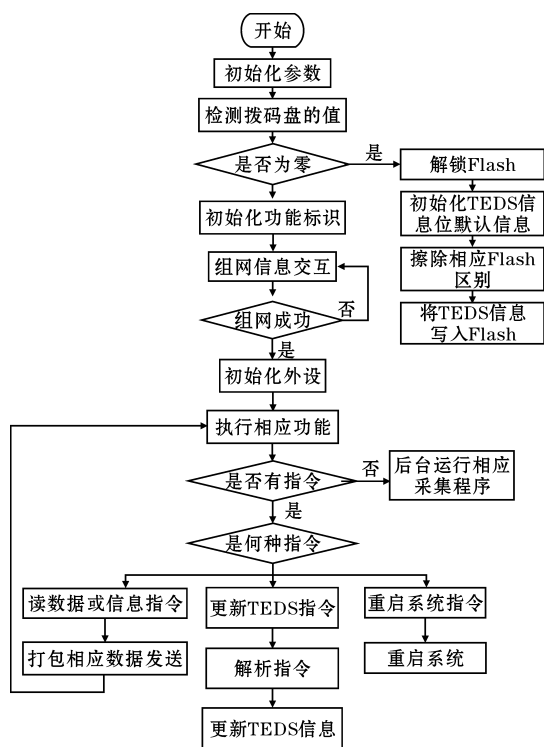 开始
初始化参数
检测拨码盘的值
是否为零
是
解锁Flash
初始化TEDS信
息位默认信息
擦除相应Flash
区别
将TEDS信息
写入Flash
初始化功能标识
组网信息交互
组网成功
否
是
初始化外设
执行相应功能
是否有指令
否
后台运行相应
采集程序
是
是何种指令
读数据或信息指令
更新TEDS指令
重启系统指令
打包相应数据发送
解析指令
重启系统
更新TEDS信息